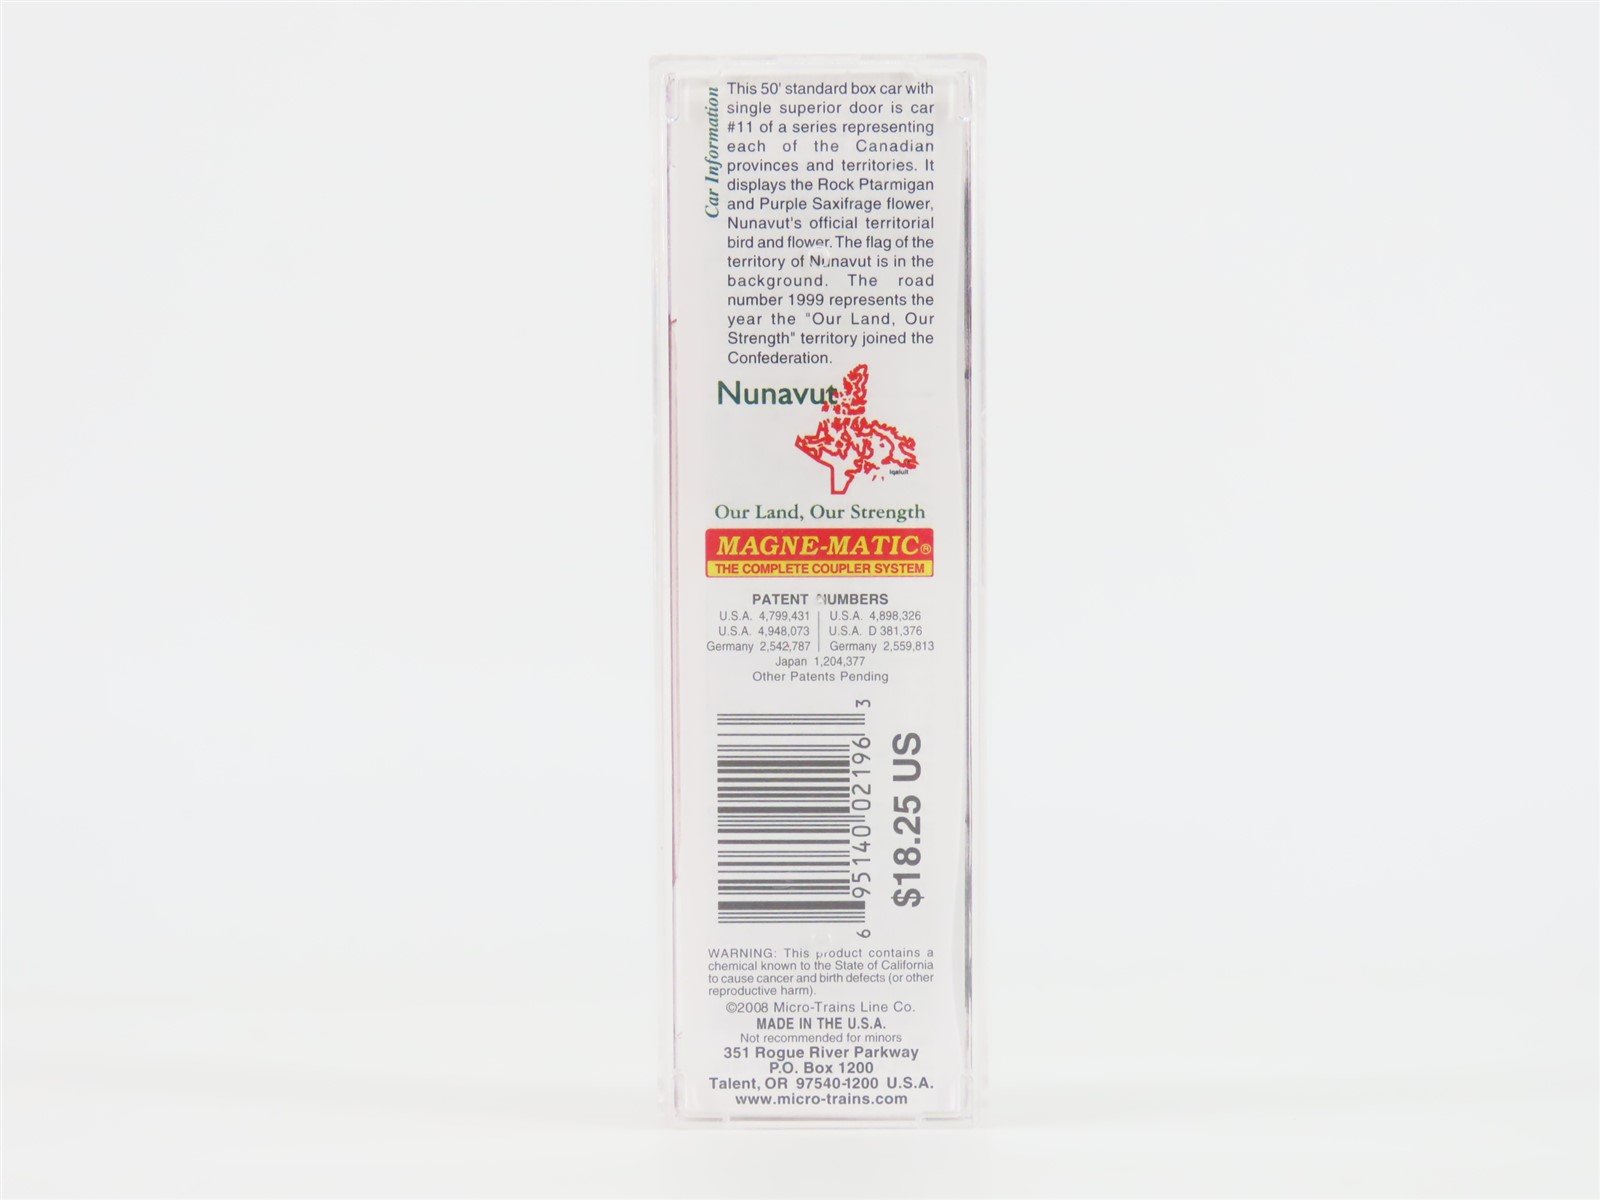 Car Information
This 50' standard box car with
single superior door is car
#11 of a series representing
each of the Canadian
provinces and territories. It
displays the Rock Ptarmigan
and Purple Saxifrage flower,
Nunavut's official territorial
bird and flower. The flag of the
territory of Nunavut is in the
background. The road
number 1999 represents the
year the "Our Land, Our
Strength" territory joined the
Confederation.
Nunavut
Iqaluit
Our Land, Our Strength
MAGNE-MATIC®
THE COMPLETE COUPLER SYSTEM
PATENT NUMBERS
U.S.A. 4,799,431 | U.S.A. 4,898,326
U.S.A. 4,948,073 | U.S.A. D 381,376
Germany 2,542,787 | Germany 2,559,813
Japan 1,204,377
Other Patents Pending
6 95140 02196 3
$18.25 US
WARNING: This product contains a
chemical known to the State of California
to cause cancer and birth defects (or other
reproductive harm).
©2008 Micro-Trains Line Co.
MADE IN THE U.S.A.
Not recommended for minors
351 Rogue River Parkway
P.O. Box 1200
Talent, OR 97540-1200 U.S.A.
www.micro-trains.com